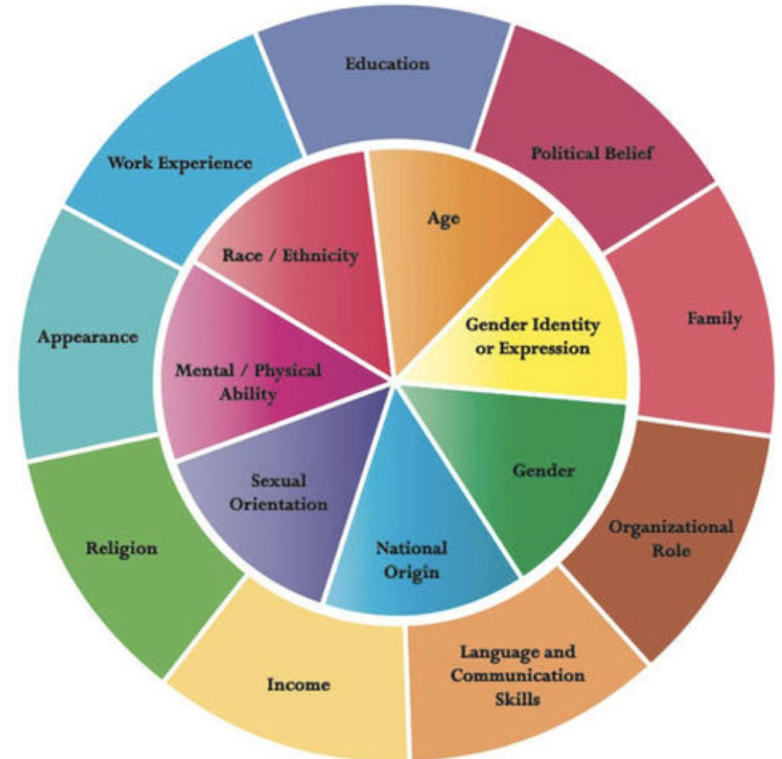 Education
Political Belief
Family
Organizational
Role
Language and
Communication
Skills
Income
Religion
Appearance
Work Experience
Age
Gender Identity
or Expression
Gender
National
Origin
Sexual
Orientation
Mental / Physical
Ability
Race / Ethnicity